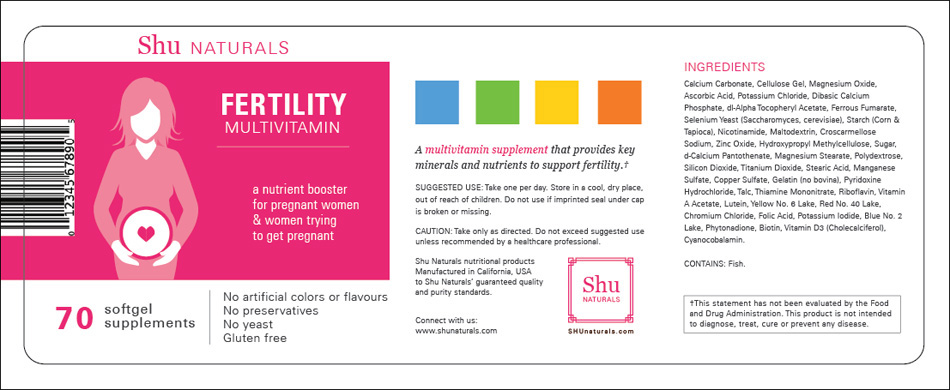 Shu NATURALS
FERTILITY
MULTIVITAMIN
a nutrient booster
for pregnant women
& women trying
to get pregnant
0 12345 67890 5
70 softgel
supplements
No artificial colors or flavours
No preservatives
No yeast
Gluten free
A multivitamin supplement that provides key
minerals and nutrients to support fertility.†
SUGGESTED USE: Take one per day. Store in a cool, dry place,
out of reach of children. Do not use if imprinted seal under cap
is broken or missing.
CAUTION: Take only as directed. Do not exceed suggested use
unless recommended by a healthcare professional.
Shu Naturals nutritional products
Manufactured in California, USA
to Shu Naturals' guaranteed quality
and purity standards.
Connect with us:
www.shunaturals.com
Shu
NATURALS
SHUnaturals.com
INGREDIENTS
Calcium Carbonate, Cellulose Gel, Magnesium Oxide,
Ascorbic Acid, Potassium Chloride, Dibasic Calcium
Phosphate, dl-Alpha Tocopheryl Acetate, Ferrous Fumarate,
Selenium Yeast (Saccharomyces, cerevisiae), Starch (Corn &
Tapioca), Nicotinamide, Maltodextrin, Croscarmellose
Sodium, Zinc Oxide, Hydroxypropyl Methylcellulose, Sugar,
d-Calcium Pantothenate, Magnesium Stearate, Polydextrose,
Silicon Dioxide, Titanium Dioxide, Stearic Acid, Manganese
Sulfate, Copper Sulfate, Gelatin (no bovina), Pyridoxine
Hydrochloride, Talc, Thiamine Mononitrate, Riboflavin, Vitamin
A Acetate, Lutein, Yellow No. 6 Lake, Red No. 40 Lake,
Chromium Chloride, Folic Acid, Potassium Iodide, Blue No. 2
Lake, Phytonadione, Biotin, Vitamin D3 (Cholecalciferol),
Cyanocobalamin.
CONTAINS: Fish.
†This statement has not been evaluated by the Food
and Drug Administration. This product is not intended
to diagnose, treat, cure or prevent any disease.